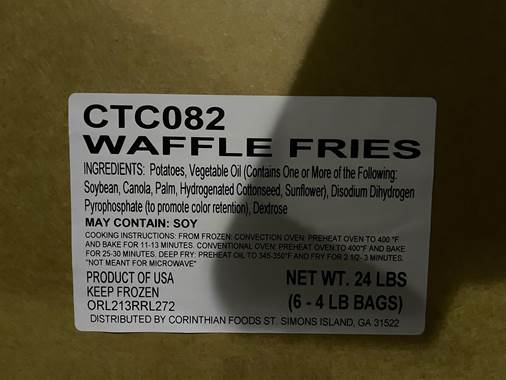 CTC082
WAFFLE FRIES
INGREDIENTS: Potatoes, Vegetable Oil (Contains One or More of the Following:
Soybean, Canola, Palm, Hydrogenated Cottonseed, Sunflower), Disodium Dihydrogen
Pyrophosphate (to promote color retention), Dextrose
MAY CONTAIN: SOY
COOKING INSTRUCTIONS: FROM FROZEN: CONVECTION OVEN: PREHEAT OVEN TO 400 °F
AND BAKE FOR 11-13 MINUTES. CONVENTIONAL OVEN: PREHEAT OVEN TO 400°F AND BAKE
FOR 25-30 MINUTES. DEEP FRY: PREHEAT OIL TO 345-350°F AND FRY FOR 2 1/2- 3 MINUTES.
"NOT MEANT FOR MICROWAVE"
PRODUCT OF USA
KEEP FROZEN
ORL213RRL272
NET WT. 24 LBS
(6 - 4 LB BAGS)
DISTRIBUTED BY CORINTHIAN FOODS ST. SIMONS ISLAND, GA 31522